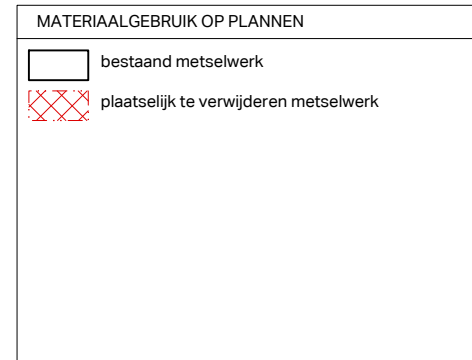 MATERIAALGEBRUIK OP PLANNEN
bestaand metselwerk
plaatselijk te verwijderen metselwerk